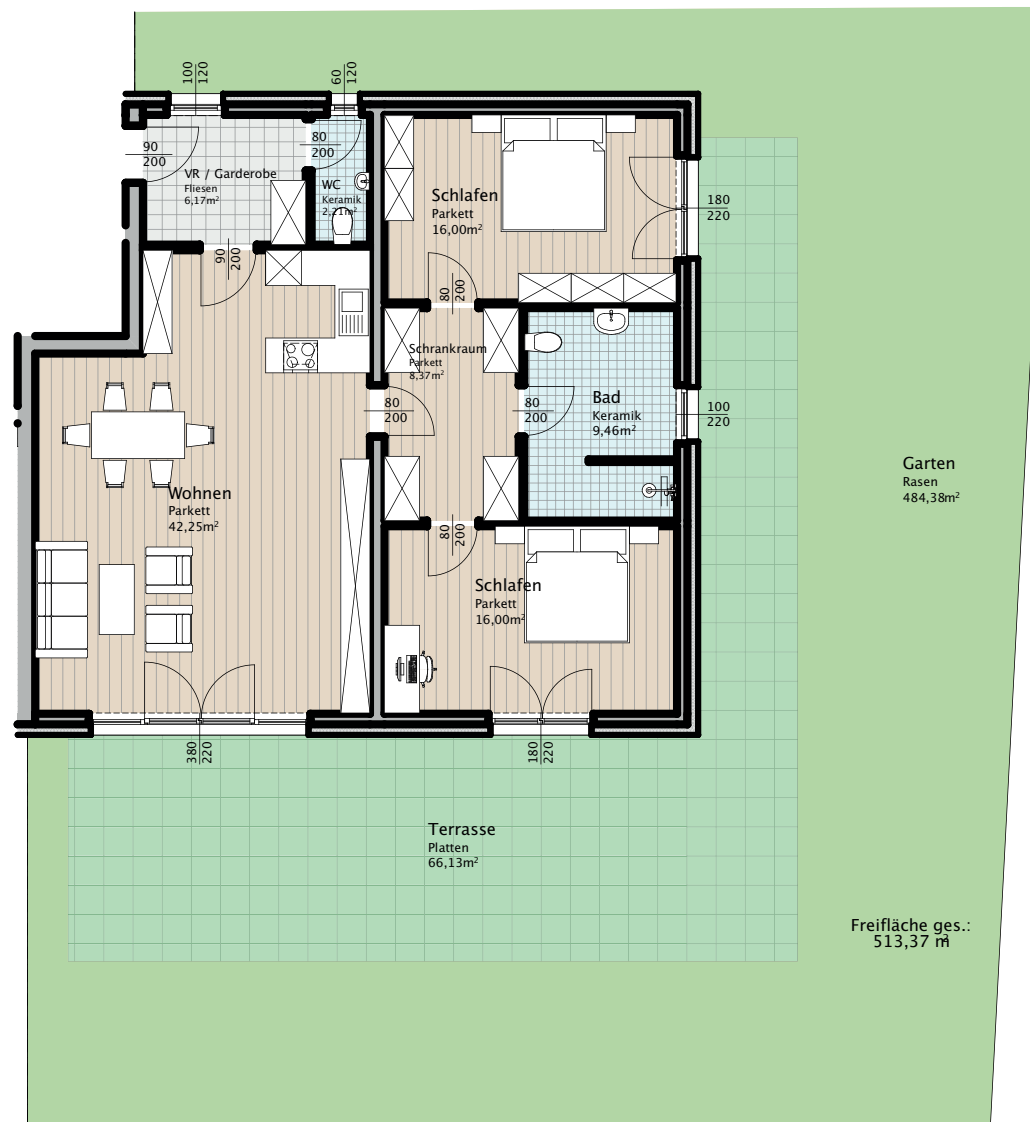 100
120
60
120
90
200
80
200
VR / Garderobe
Fliesen
6,17m²
WC
Keramik
2,21m²
Schlafen
Parkett
16,00m²
180
220
90
200
80
200
Schrankraum
Parkett
8,37m²
80
200
80
200
Bad
Keramik
9,46m²
100
220
Garten
Rasen
484,38m²
Wohnen
Parkett
42,25m²
80
200
Schlafen
Parkett
16,00m²
380
220
180
220
Terrasse
Platten
66,13m²
Freifläche ges.:
513,37 m²